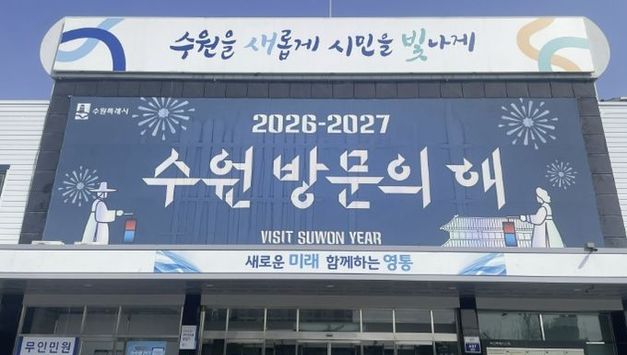 수원을 새롭게 시민을 빛나게
수원특례시
2026-2027
수원 방문의 해
VISIT SUWON YEAR
새로운 미래 함께하는 영통
무인민원